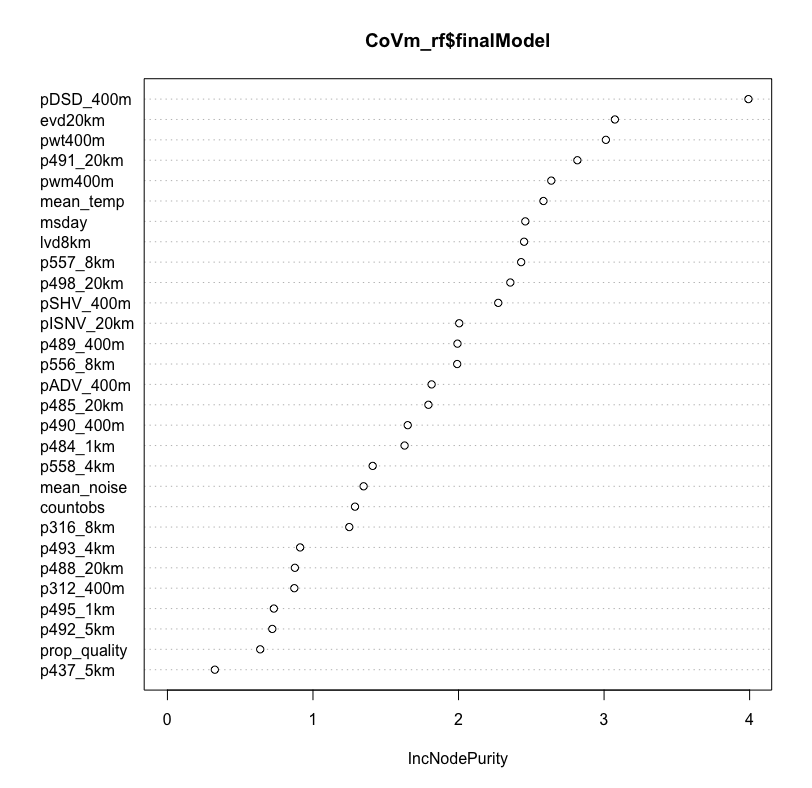 CoVm_rf$finalModel
pDSD_400m
evd20km
pwt400m
p491_20km
pwm400m
mean_temp
msday
lvd8km
p557_8km
p498_20km
pSHV_400m
pISNV_20km
p489_400m
p556_8km
pADV_400m
p485_20km
p490_400m
p484_1km
p558_4km
mean_noise
countobs
p316_8km
p493_4km
p488_20km
p312_400m
p495_1km
p492_5km
prop_quality
p437_5km
0 1 2 3 4
IncNodePurity